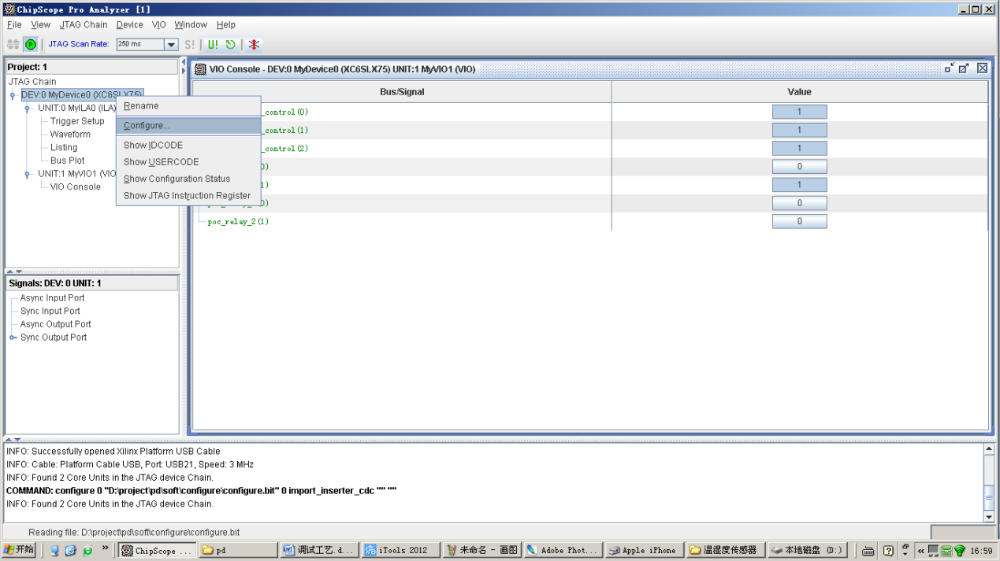 ChipScope Pro Analyzer [1]
File View JTAG Chain Device VIO Window Help
JTAG Scan Rate: 250 ms S! U!
Project: 1
JTAG Chain
DEV:0 MyDevice0 (XC6SLX75)
UNIT:0 MyILA0 (ILA)
Trigger Setup
Waveform
Listing
Bus Plot
UNIT:1 MyVIO1 (VIO
VIO Console
Rename
Configure...
Show IDCODE
Show USERCODE
Show Configuration Status
Show JTAG Instruction Register
VIO Console - DEV:0 MyDevice0 (XC6SLX75) UNIT:1 MyVIO1 (VIO)
Bus/Signal Value
_control(0) 1
_control(1) 1
_control(2) 1
0) 0
1) 1
0) 0
poc_relay_2(1) 0
Signals: DEV: 0 UNIT: 1
Async Input Port
Sync Input Port
Async Output Port
Sync Output Port
INFO: Successfully opened Xilinx Platform USB Cable
INFO: Cable: Platform Cable USB, Port: USB21, Speed: 3 MHz
INFO: Found 2 Core Units in the JTAG device Chain.
COMMAND: configure 0 "D:\project\pd\soft\configure\configure.bit" 0 import_inserter_cdc "" ""
INFO: Found 2 Core Units in the JTAG device Chain.
Reading file: D:\project\pd\soft\configure\configure.bit
开始 » ChipScope ... pd 调试工艺.d... iTools 2012 未命名 - 画图 Adobe Phot... Apple iPhone 温湿度传感器 本地磁盘 (D:) « 16:59